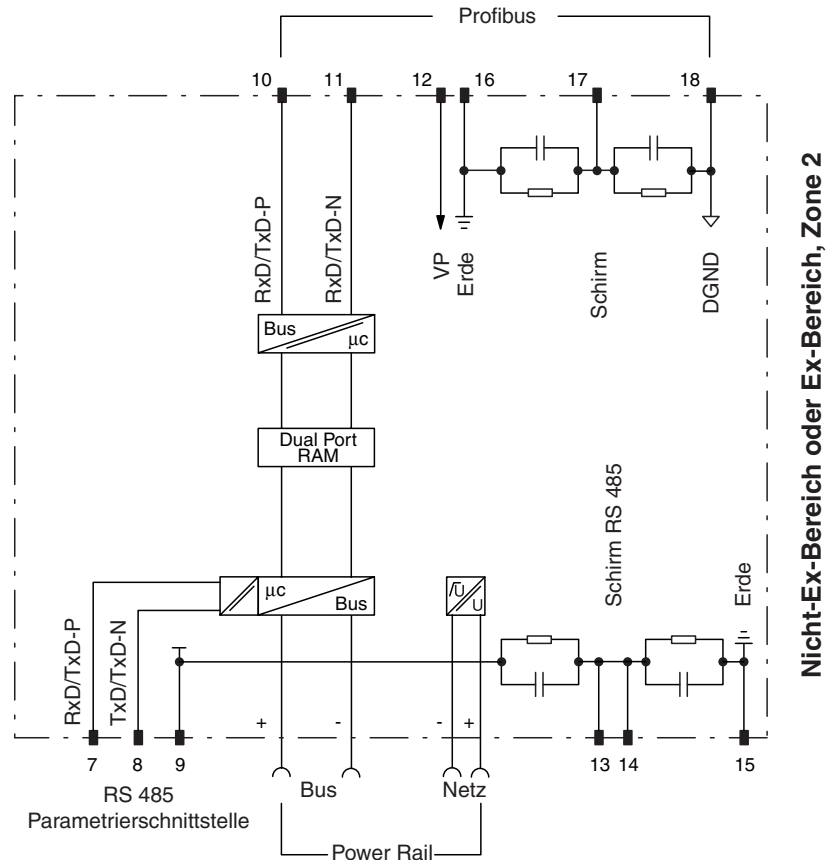 Profibus
10 11 12 16 17 18
RxD/TxD-P
RxD/TxD-N
VP
Erde
Schirm
DGND
Bus
µc
Dual Port
RAM
µc
Bus
Ū
U
Schirm RS 485
Erde
RxD/TxD-P
TxD/TxD-N
+ - - +
7 8 9 13 14 15
RS 485
Parametrierschnittstelle
Bus Netz
Power Rail
Nicht-Ex-Bereich oder Ex-Bereich, Zone 2